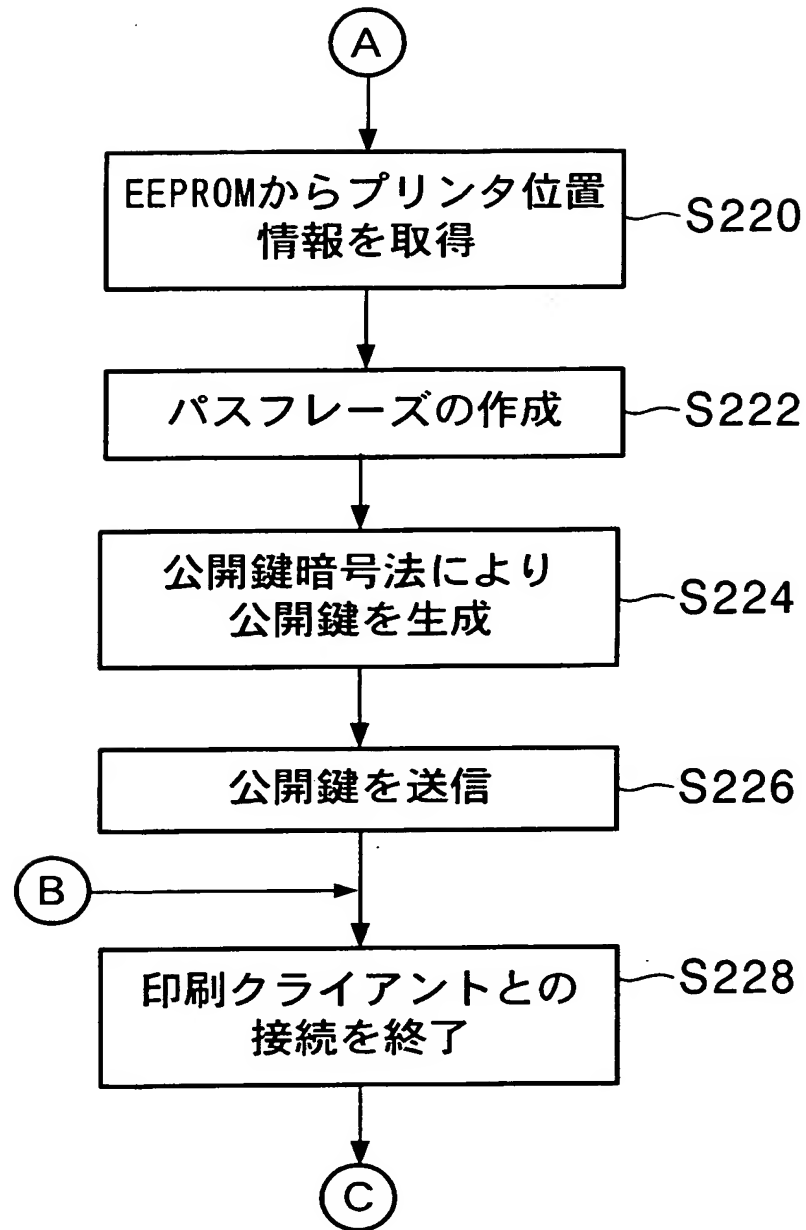 A
EEPROMからプリンタ位置
情報を取得
S220
パスフレーズの作成
S222
公開鍵暗号法により
公開鍵を生成
S224
公開鍵を送信
S226
B
印刷クライアントとの
接続を終了
S228
C